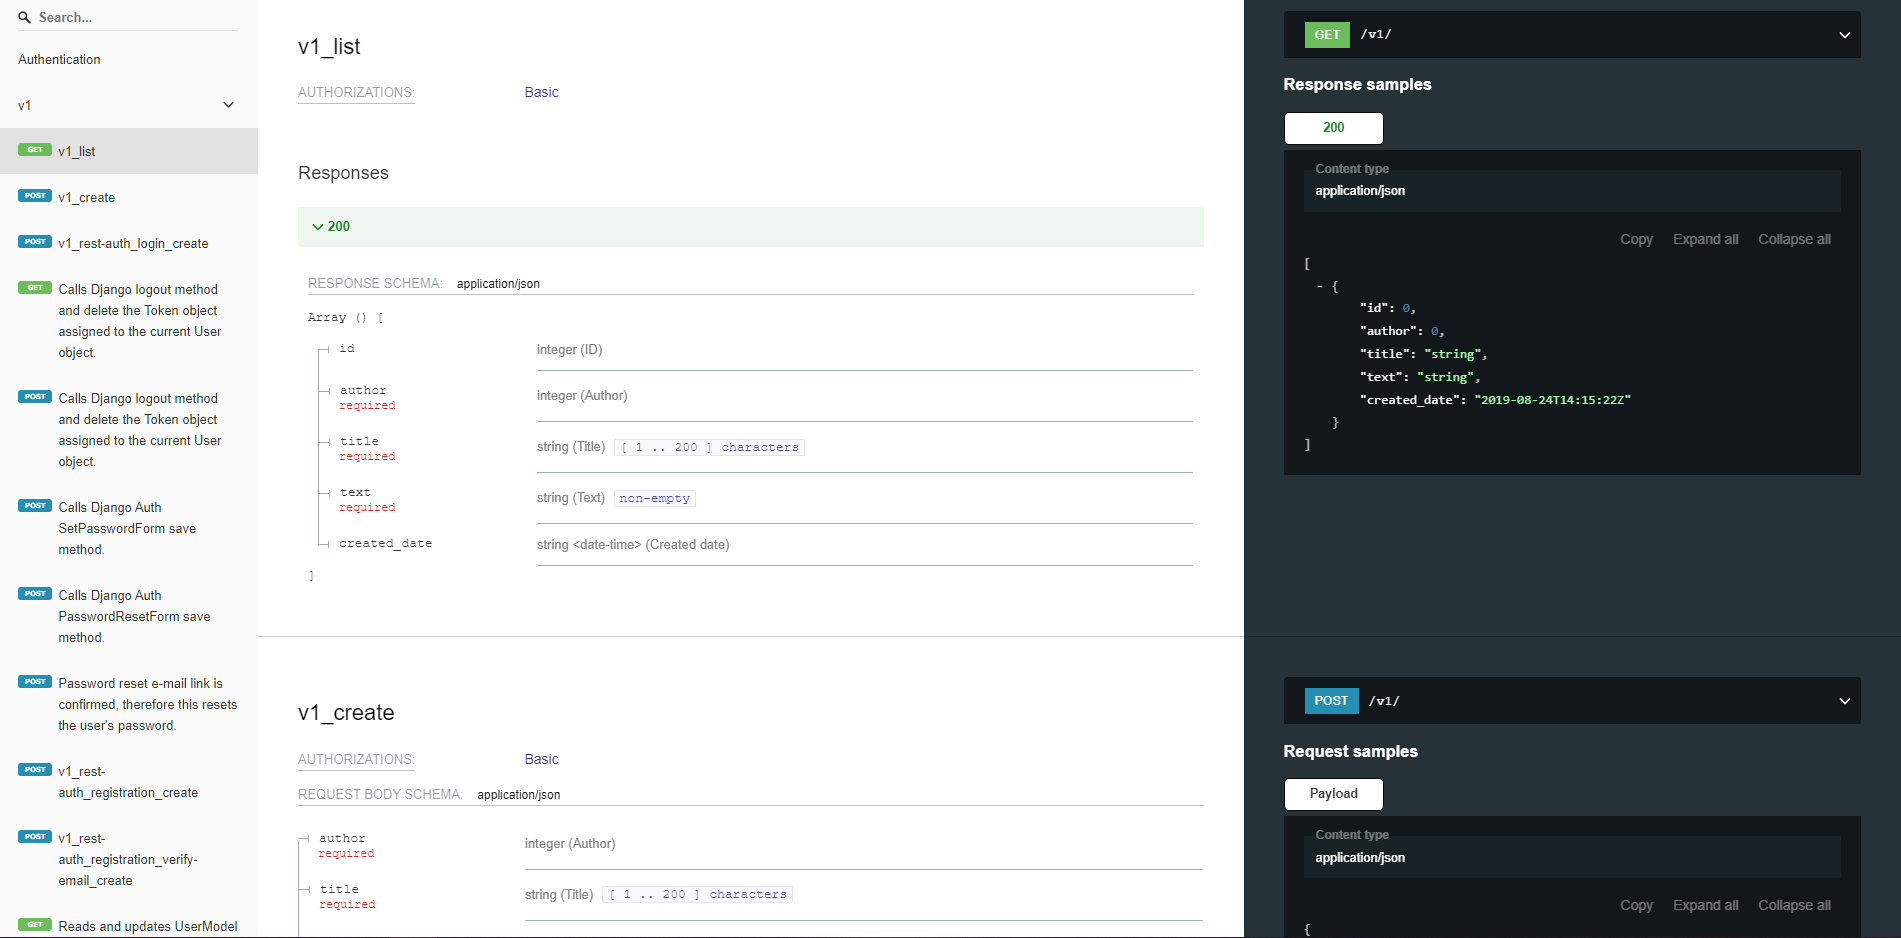 Search...
Authentication
v1
GET v1_list
POST v1_create
POST v1_rest-auth_login_create
GET Calls Django logout method
and delete the Token object
assigned to the current User
object.
POST Calls Django logout method
and delete the Token object
assigned to the current User
object.
POST Calls Django Auth
SetPasswordForm save
method.
POST Calls Django Auth
PasswordResetForm save
method.
POST Password reset e-mail link is
confirmed, therefore this resets
the user's password.
POST v1_rest-
auth_registration_create
POST v1_rest-
auth_registration_verify-
email_create
GET Reads and updates UserModel
v1_list
AUTHORIZATIONS: Basic
Responses
200
RESPONSE SCHEMA: application/json
Array () [
id integer (ID)
author integer (Author)
required
title string (Title) [ 1 .. 200 ] characters
required
text string (Text) non-empty
required
created_date string <date-time> (Created date)
]
v1_create
AUTHORIZATIONS: Basic
REQUEST BODY SCHEMA: application/json
author integer (Author)
required
title string (Title) [ 1 .. 200 ] characters
required
GET /v1/
Response samples
200
Content type
application/json
Copy Expand all Collapse all
[
- {
"id": 0,
"author": 0,
"title": "string",
"text": "string",
"created_date": "2019-08-24T14:15:22Z"
}
]
POST /v1/
Request samples
Payload
Content type
application/json
Copy Expand all Collapse all
{